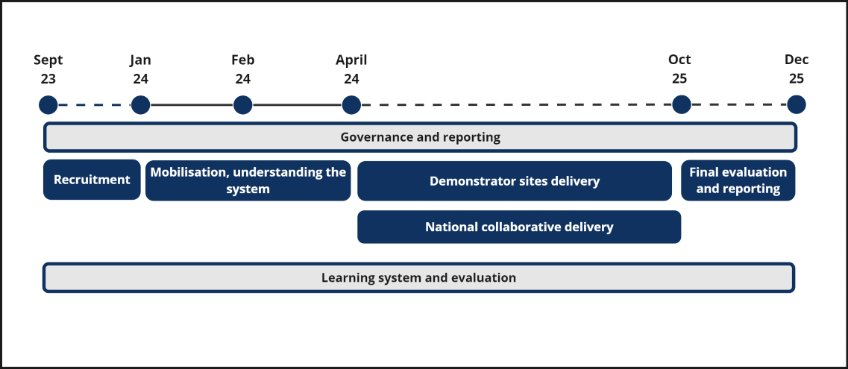 Sept Jan Feb April Oct Dec
23 24 24 24 25 25
Governance and reporting
Recruitment
Mobilisation, understanding the
system
Demonstrator sites delivery
Final evaluation
and reporting
National collaborative delivery
Learning system and evaluation